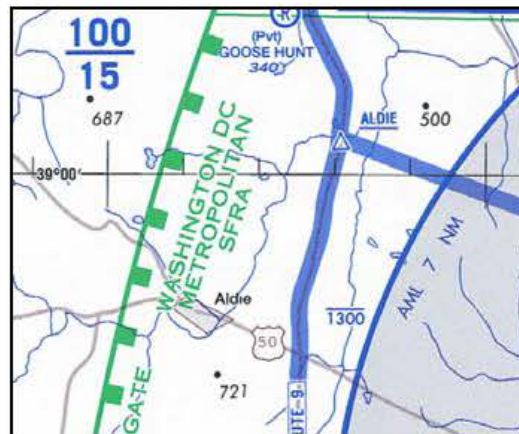 100
15
R
(Pvt)
GOOSE HUNT
340
687
ALDIE
500
39°00'
WASHINGTON DC
METROPOLITAN
SFRA
AML 7 NM
Aldie
1300
50
721
GATE
UTE 9